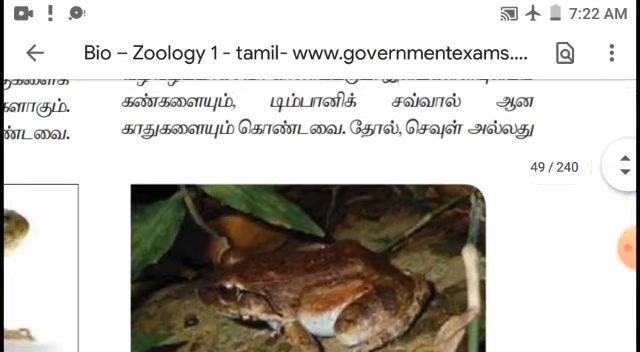 7:22 AM
Bio – Zoology 1 - tamil- www.governmentexams....
களாகும்.
கண்களையும், டிம்பானிக் சவ்வால் ஆன
காதுகளையும் கொண்டவை. தோல், செவுள் அல்லது
49 / 240